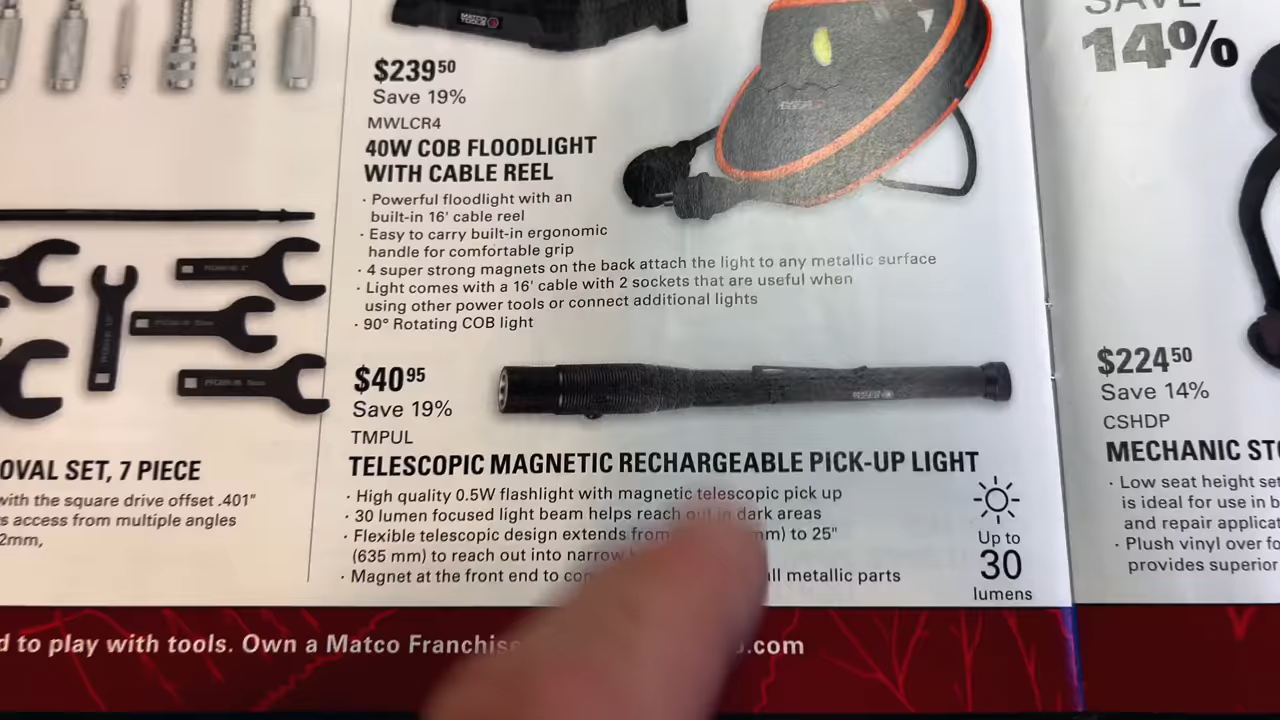 MATCO
TOOLS
$239 50
Save 19%
MWLCR4
40W COB FLOODLIGHT
WITH CABLE REEL
· Powerful floodlight with an
built-in 16' cable reel
· Easy to carry built-in ergonomic
handle for comfortable grip
· 4 super strong magnets on the back attach the light to any metallic surface
· Light comes with a 16' cable with 2 sockets that are useful when
using other power tools or connect additional lights
· 90° Rotating COB light
$40 95
Save 19%
TMPUL
TELESCOPIC MAGNETIC RECHARGEABLE PICK-UP LIGHT
· High quality 0.5W flashlight with magnetic telescopic pick up
· 30 lumen focused light beam helps reach out in dark areas
· Flexible telescopic design extends from mm) to 25"
(635 mm) to reach out into narrow
· Magnet at the front end to metallic parts
Up to
30
lumens
OVAL SET, 7 PIECE
with the square drive offset .401"
s access from multiple angles
2mm,
SAVE
14%
$224 50
Save 14%
CSHDP
MECHANIC
· Low seat height set
is ideal for use in
and repair
· Plush vinyl over
provides superior
d to play with tools. Own a Matco Franchise .com